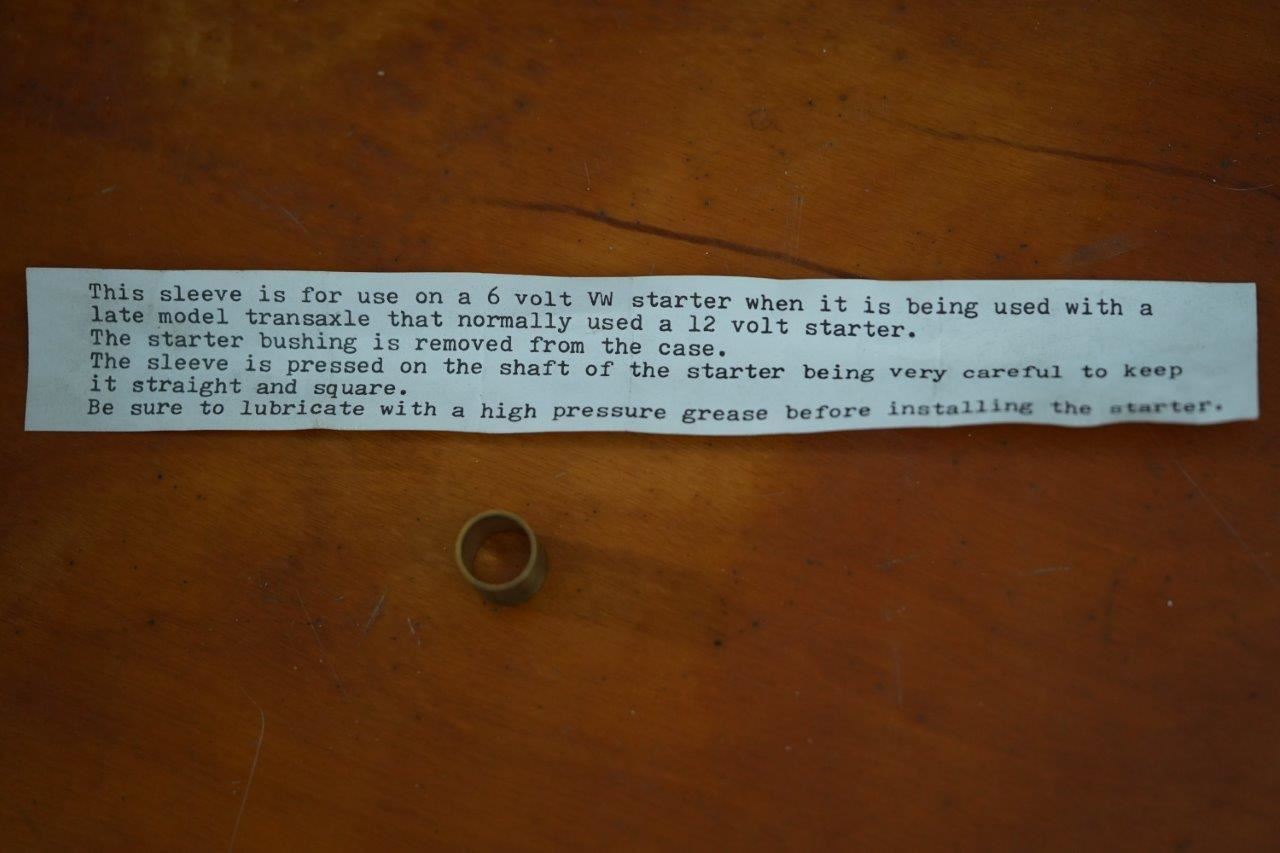 This sleeve is for use on a 6 volt VW starter when it is being used with a
late model transaxle that normally used a 12 volt starter.
The starter bushing is removed from the case.
The sleeve is pressed on the shaft of the starter being very careful to keep
it straight and square.
Be sure to lubricate with a high pressure grease before installing the starter.